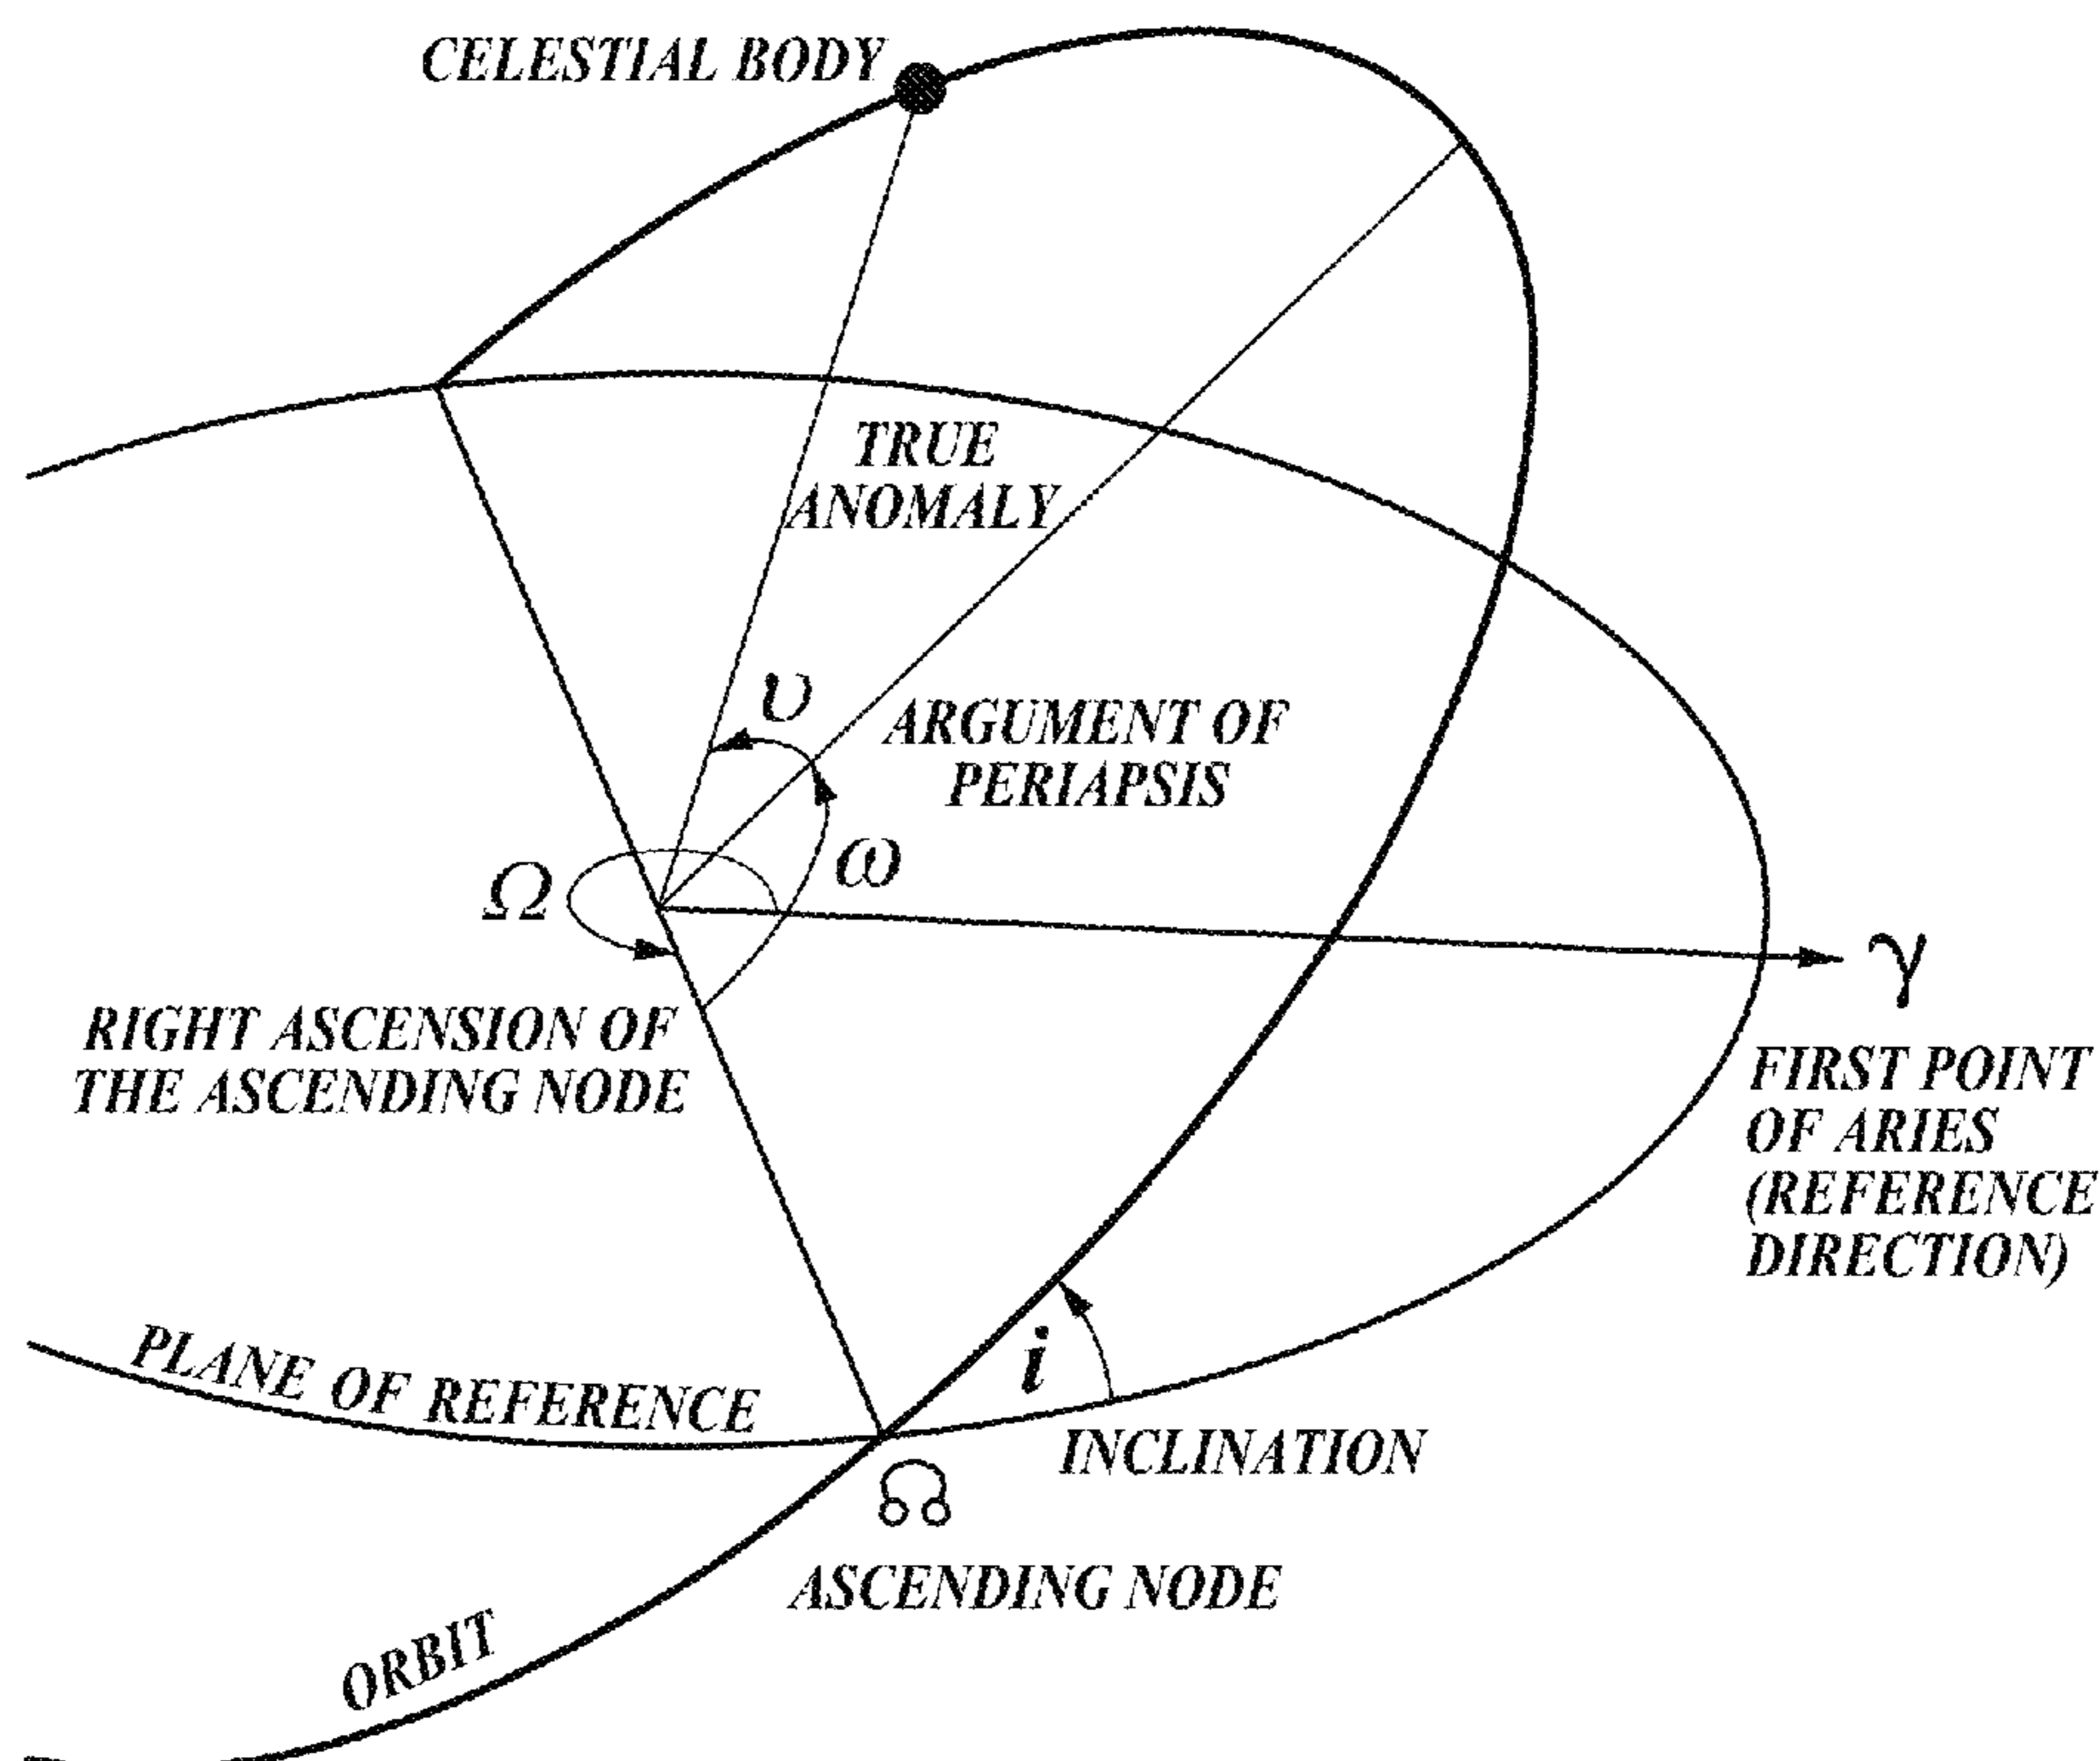 CELESTIAL BODY
TRUE
ANOMALY
υ
ARGUMENT OF
PERIAPSIS
Ω
ω
γ
RIGHT ASCENSION OF
THE ASCENDING NODE
FIRST POINT
OF ARIES
(REFERENCE
DIRECTION)
PLANE OF REFERENCE
i
INCLINATION
☊
ASCENDING NODE
ORBIT